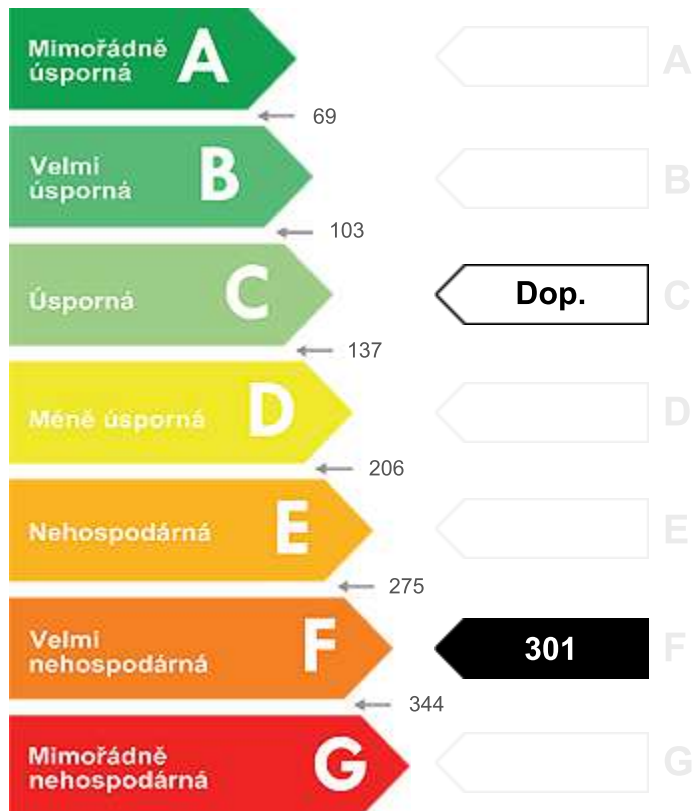 Mimořádně
úsporná
A
A
69
Velmi
úsporná
B
B
103
Úsporná
C
Dop.
C
137
Méně úsporná
D
D
206
Nehospodárná
E
E
275
Velmi
nehospodárná
F
301
F
344
Mimořádně
nehospodárná
G
G